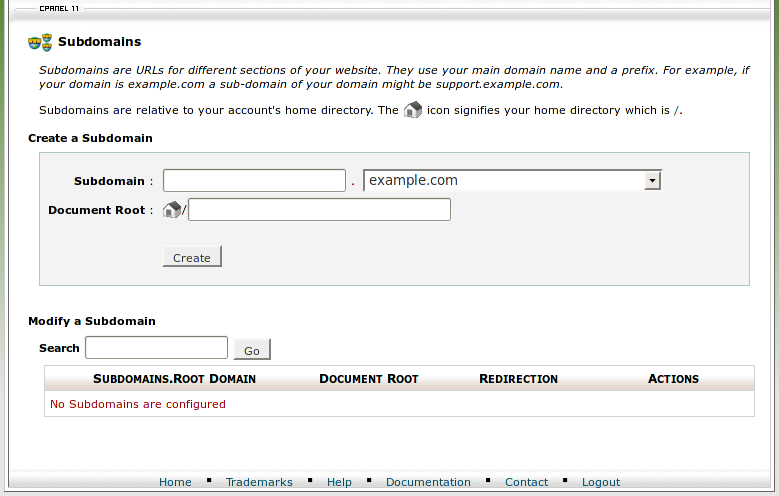 CPANEL 11
Subdomains
Subdomains are URLs for different sections of your website. They use your main domain name and a prefix. For example, if
your domain is example.com a sub-domain of your domain might be support.example.com.
Subdomains are relative to your account's home directory. The icon signifies your home directory which is /.
Create a Subdomain
Subdomain : . example.com
Document Root : /
Create
Modify a Subdomain
Search Go
SUBDOMAINS.ROOT DOMAIN DOCUMENT ROOT REDIRECTION ACTIONS
No Subdomains are configured
Home ▪ Trademarks ▪ Help ▪ Documentation ▪ Contact ▪ Logout